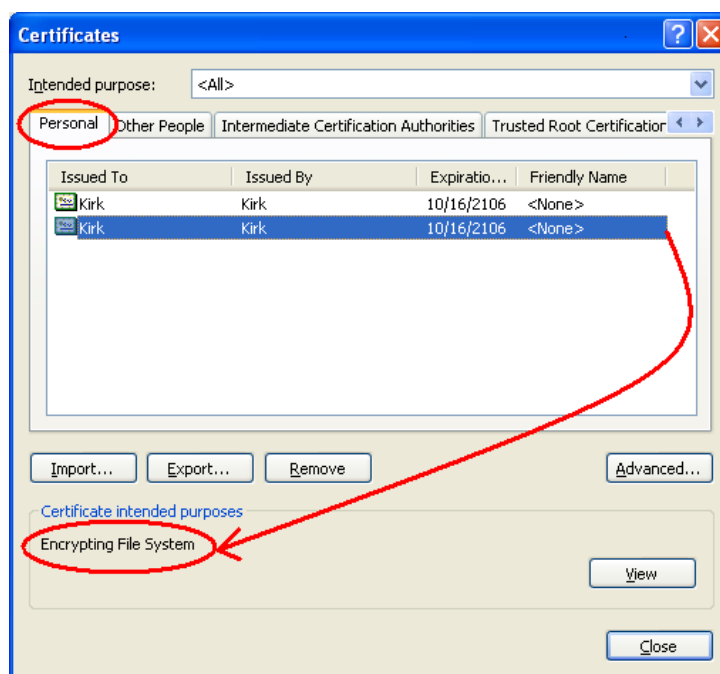 Certificates
Intended purpose: <All>
Personal Other People Intermediate Certification Authorities Trusted Root Certification
Issued To Issued By Expiratio... Friendly Name
Kirk Kirk 10/16/2106 <None>
Kirk Kirk 10/16/2106 <None>
Import... Export... Remove Advanced...
Certificate intended purposes
Encrypting File System
View
Close